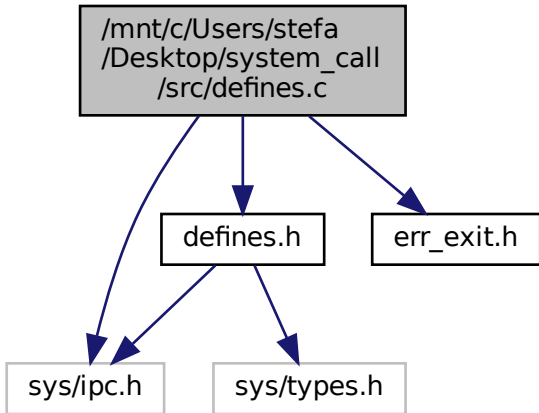 /mnt/c/Users/stefa
/Desktop/system_call
/src/defines.c
defines.h
err_exit.h
sys/ipc.h
sys/types.h